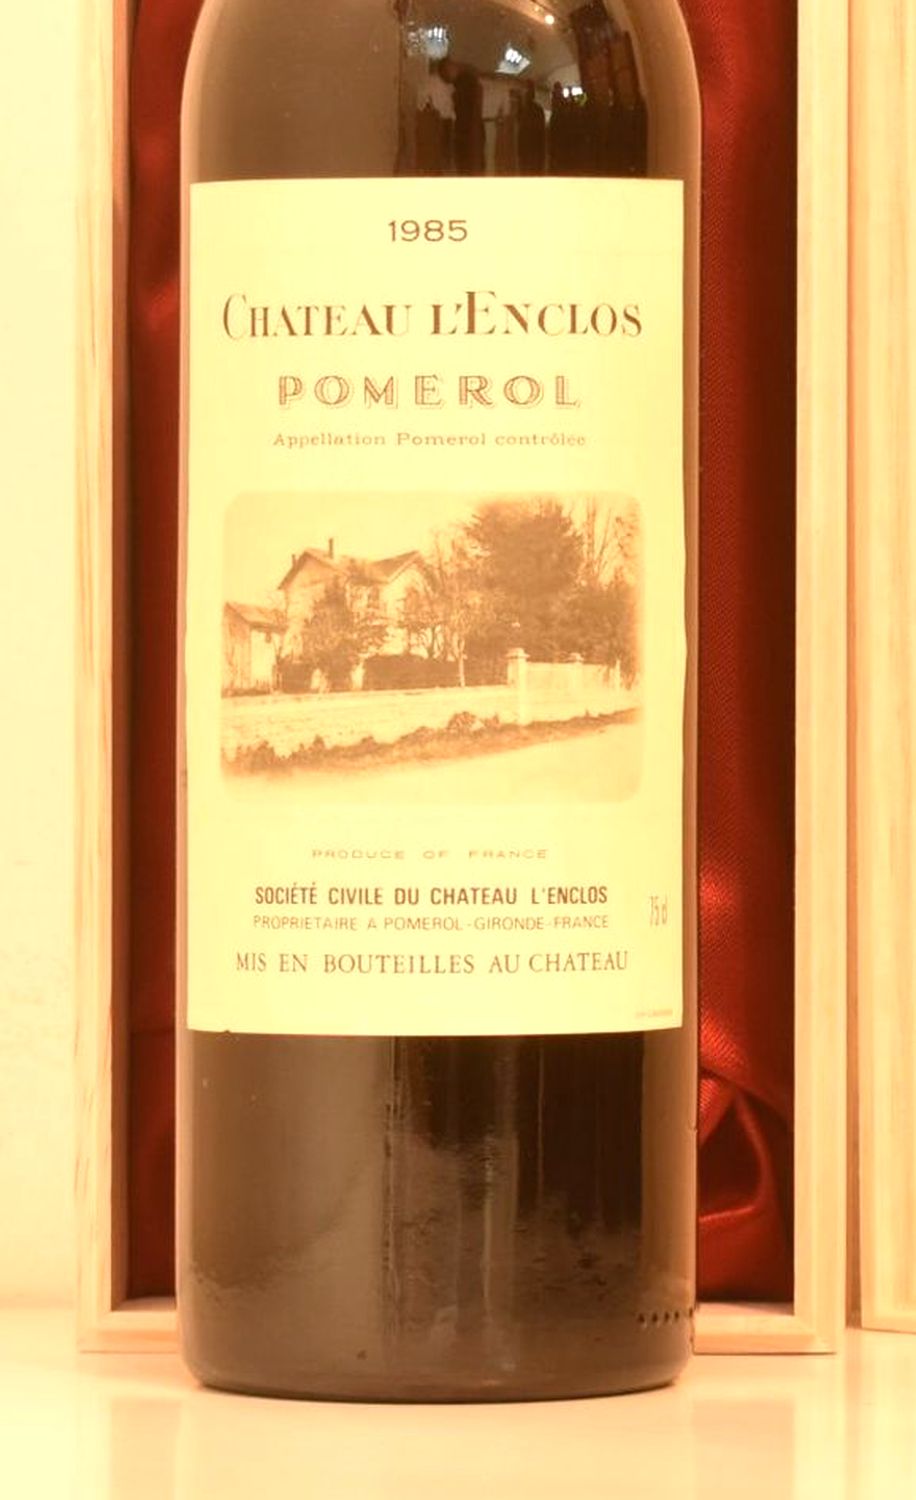 1985
CHATEAU L'ENCLOS
POMEROL
Appellation Pomerol contrôlée
PRODUCE OF FRANCE
SOCIÉTÉ CIVILE DU CHATEAU L'ENCLOS
75 cl
PROPRIETAIRE A POMEROL-GIRONDE-FRANCE
MIS EN BOUTEILLES AU CHATEAU